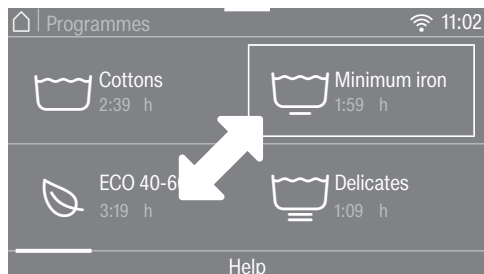 Programmes
11:02
Cottons
2:39 h
Minimum iron
1:59 h
ECO 40-6
3:19 h
Delicates
1:09 h
Help